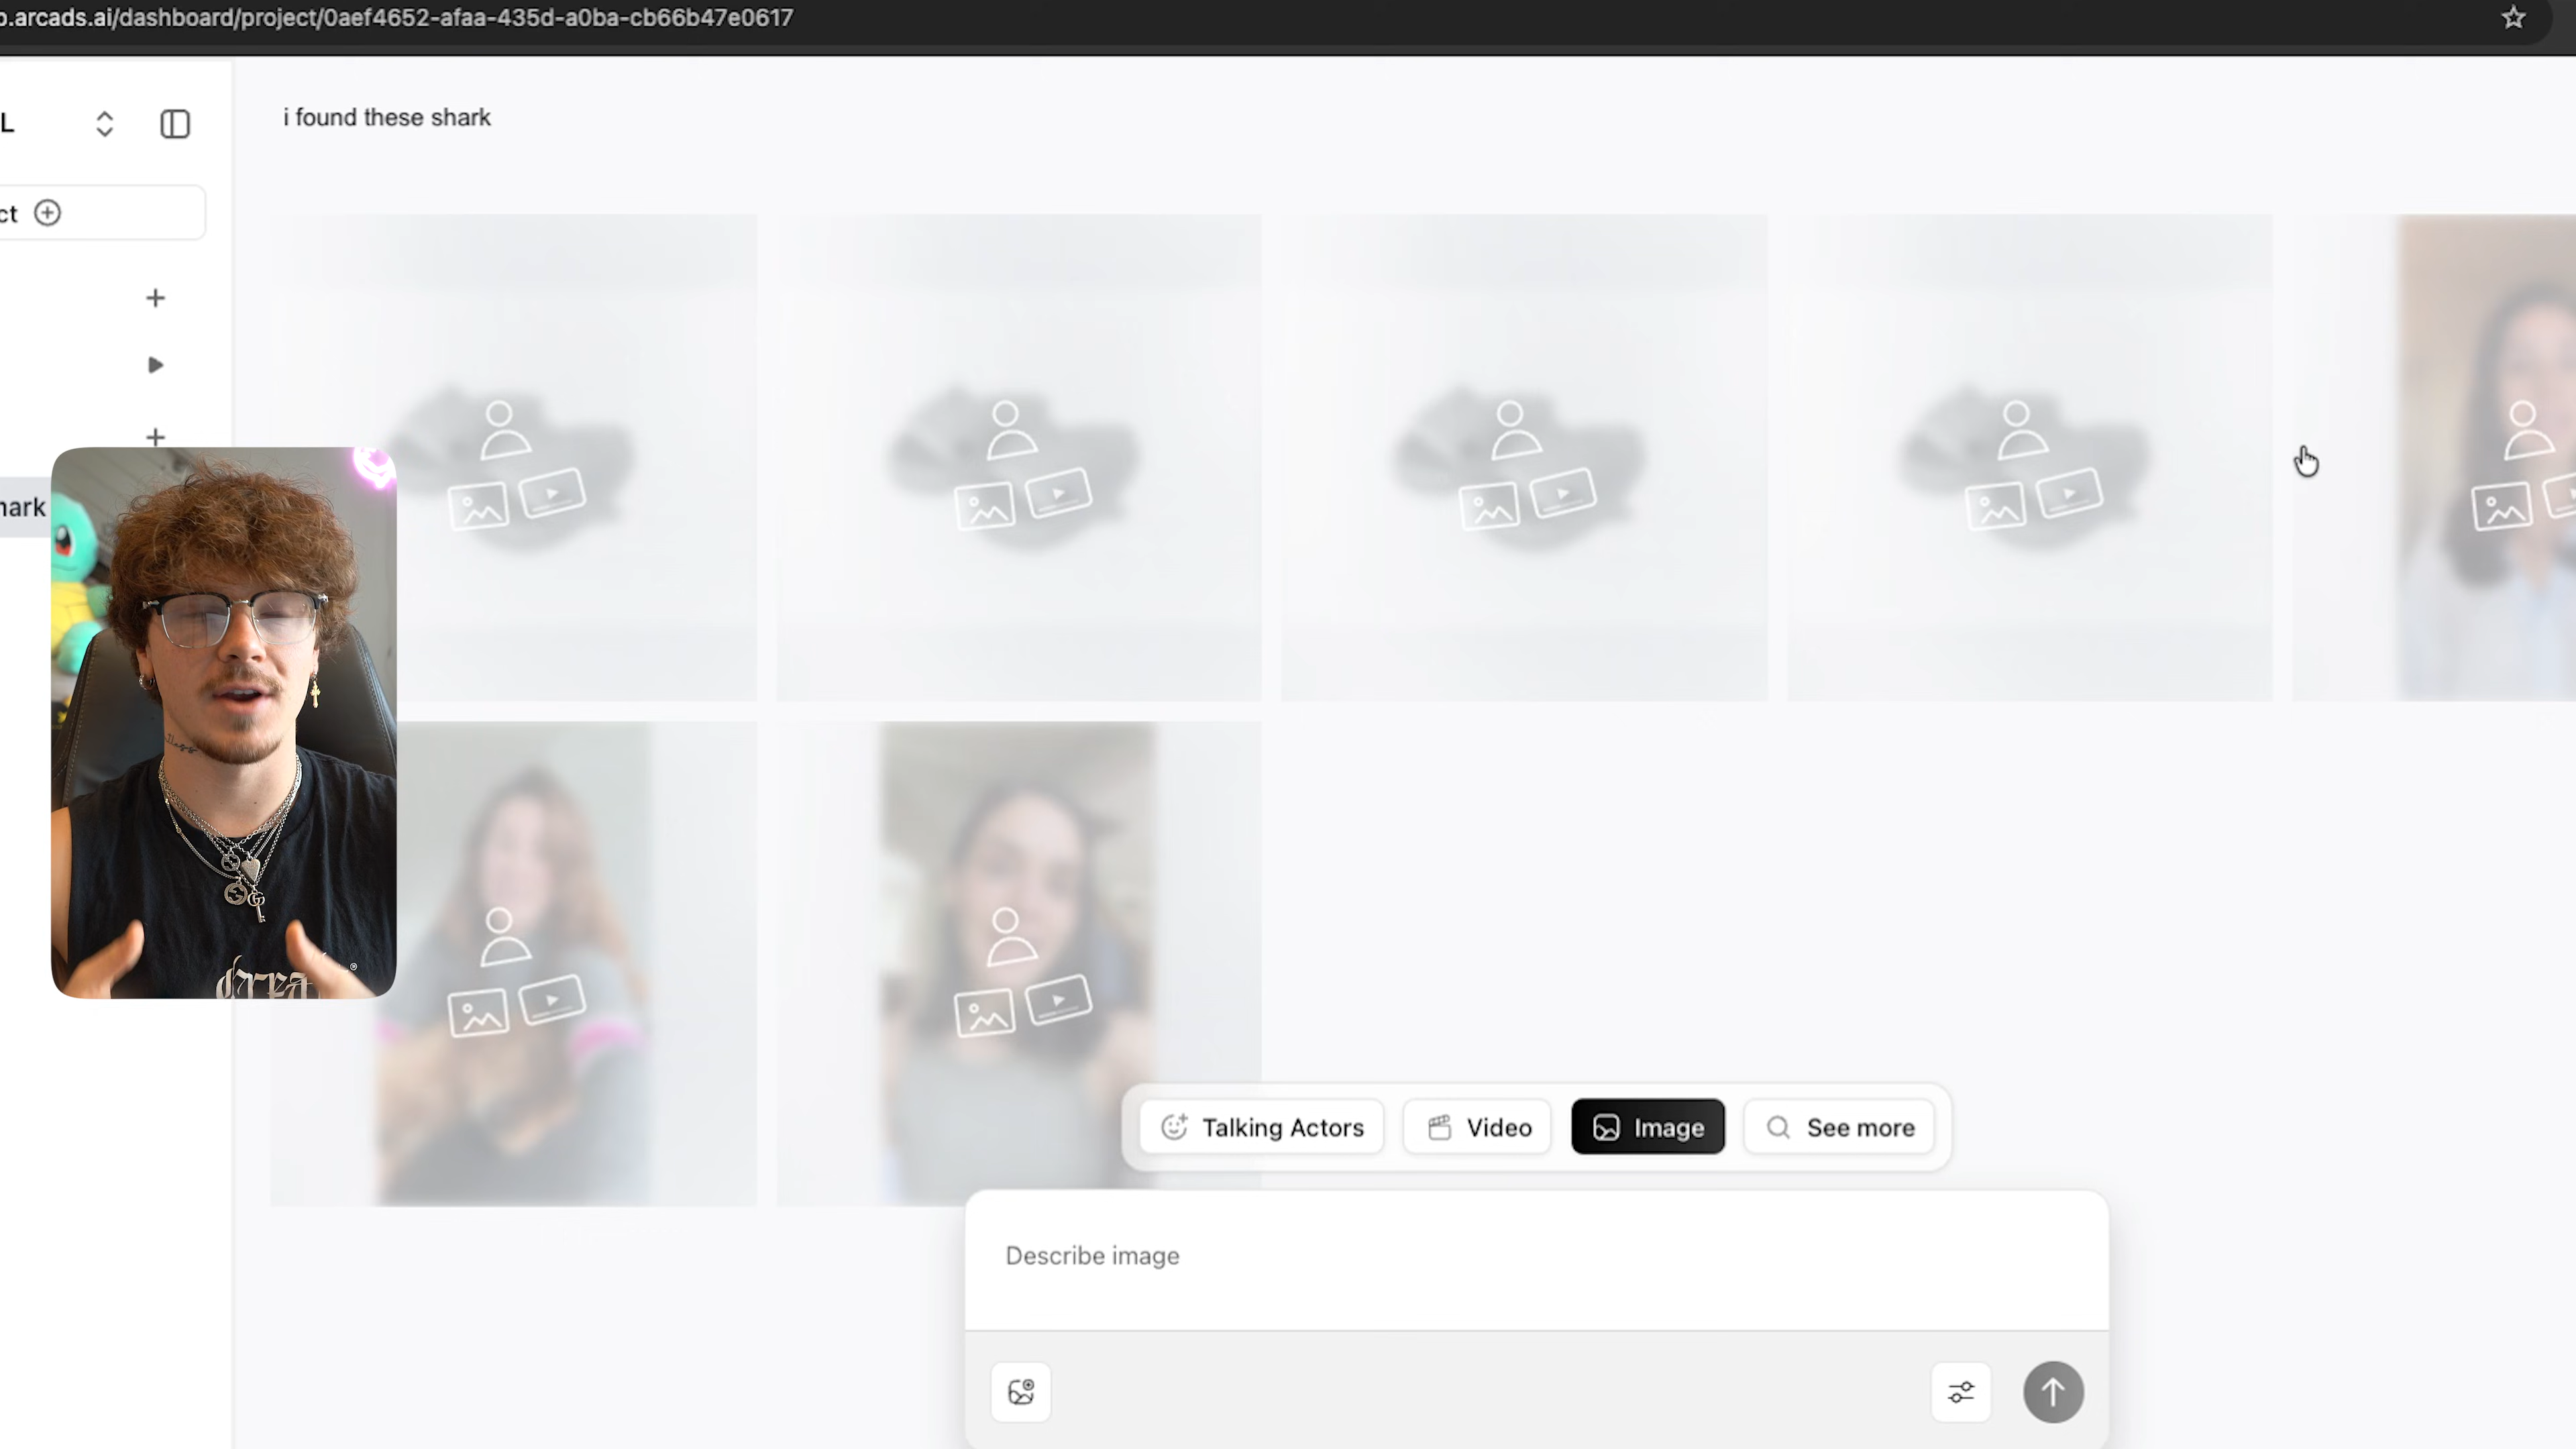 .arcads.ai/dashboard/project/0aef4652-afaa-435d-a0ba-cb66b47e0617
L
i found these shark
ct
hark
Talking Actors
Video
Image
See more
Describe image